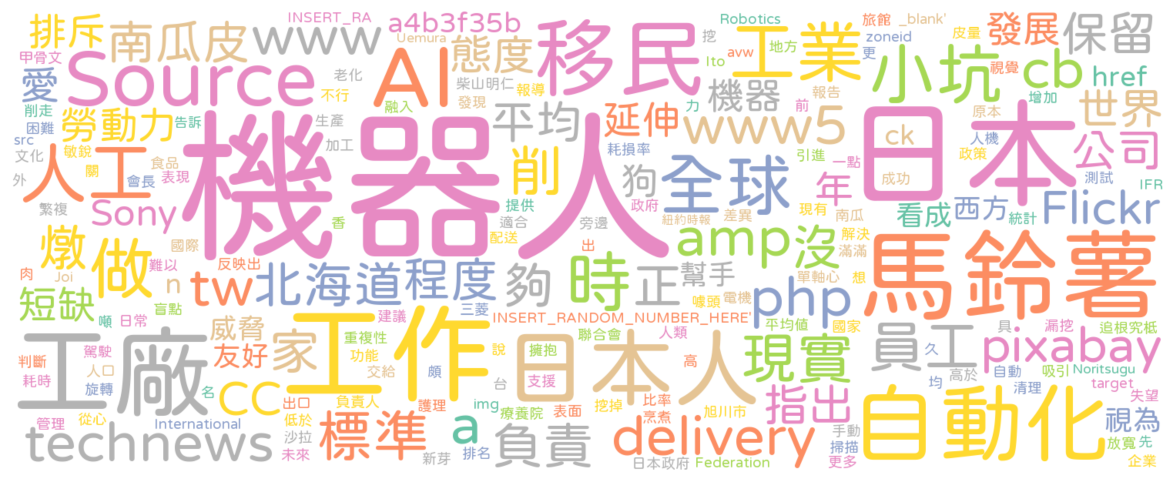 INSERT_RA
a4b3f35b
Robotics
旅館
_blank'
排斥
南瓜皮
www
Uemura
態度
移民
挖
zoneid
發展
保留
甲骨文
Source
AI
柴山明仁
Ito
avw
地方
工業
更
皮量
小坑
cb
視覺
href
愛
老化
報導
機器
力
前
報告
增加
世界
削走
不行
融入
發現
困難
勞動力
告訴
生產
平均
延伸
www5
原本
src
敏銳
加工
耗損率
ck
人機
公司
文化
食品
機器人
削
狗
全球
引進
一點
日本
政策
測試
外
人工
關
會長
表現
提供
政府
年
成功
IFR
繁複
Sony
香
適合
旁邊
紐約時報
差異
現有
南瓜
看成
西方
統計
Flickr
燉
做
國際
配送
出
amp
沒
解決
滿滿
馬鈴薯
肉
Joi
難以
反映出
北海道
程度
夠
時
正
幫手
單軸心
想
短缺
n
tw
三菱
噱頭
電機
php
噸
日常
盲點
INSERT_RANDOM_NUMBER_HERE'
工廠
威脅
家
重複性
建議
聯合會
人類
平均值
國家
具
漏挖
追根究柢
判斷
駕駛
友好
功能
工作
說
擁抱
日本人
高
現實
員工
久
pixabay
耗時
人口
旋轉
交給
頗
台
支援
高於
自動
吸引
Noritsugu
名
cc
負責人
均
清理
target
失望
管理
從心
出口
護理
img
療養院
挖掉
比率
烹煮
指出
自動化
視為
International
低於
表面
旭川市
放寬
先
technews
沙拉
標準
a
負責
delivery
手動
掃描
未來
新芽
排名
日本政府
Federation
更多
企業